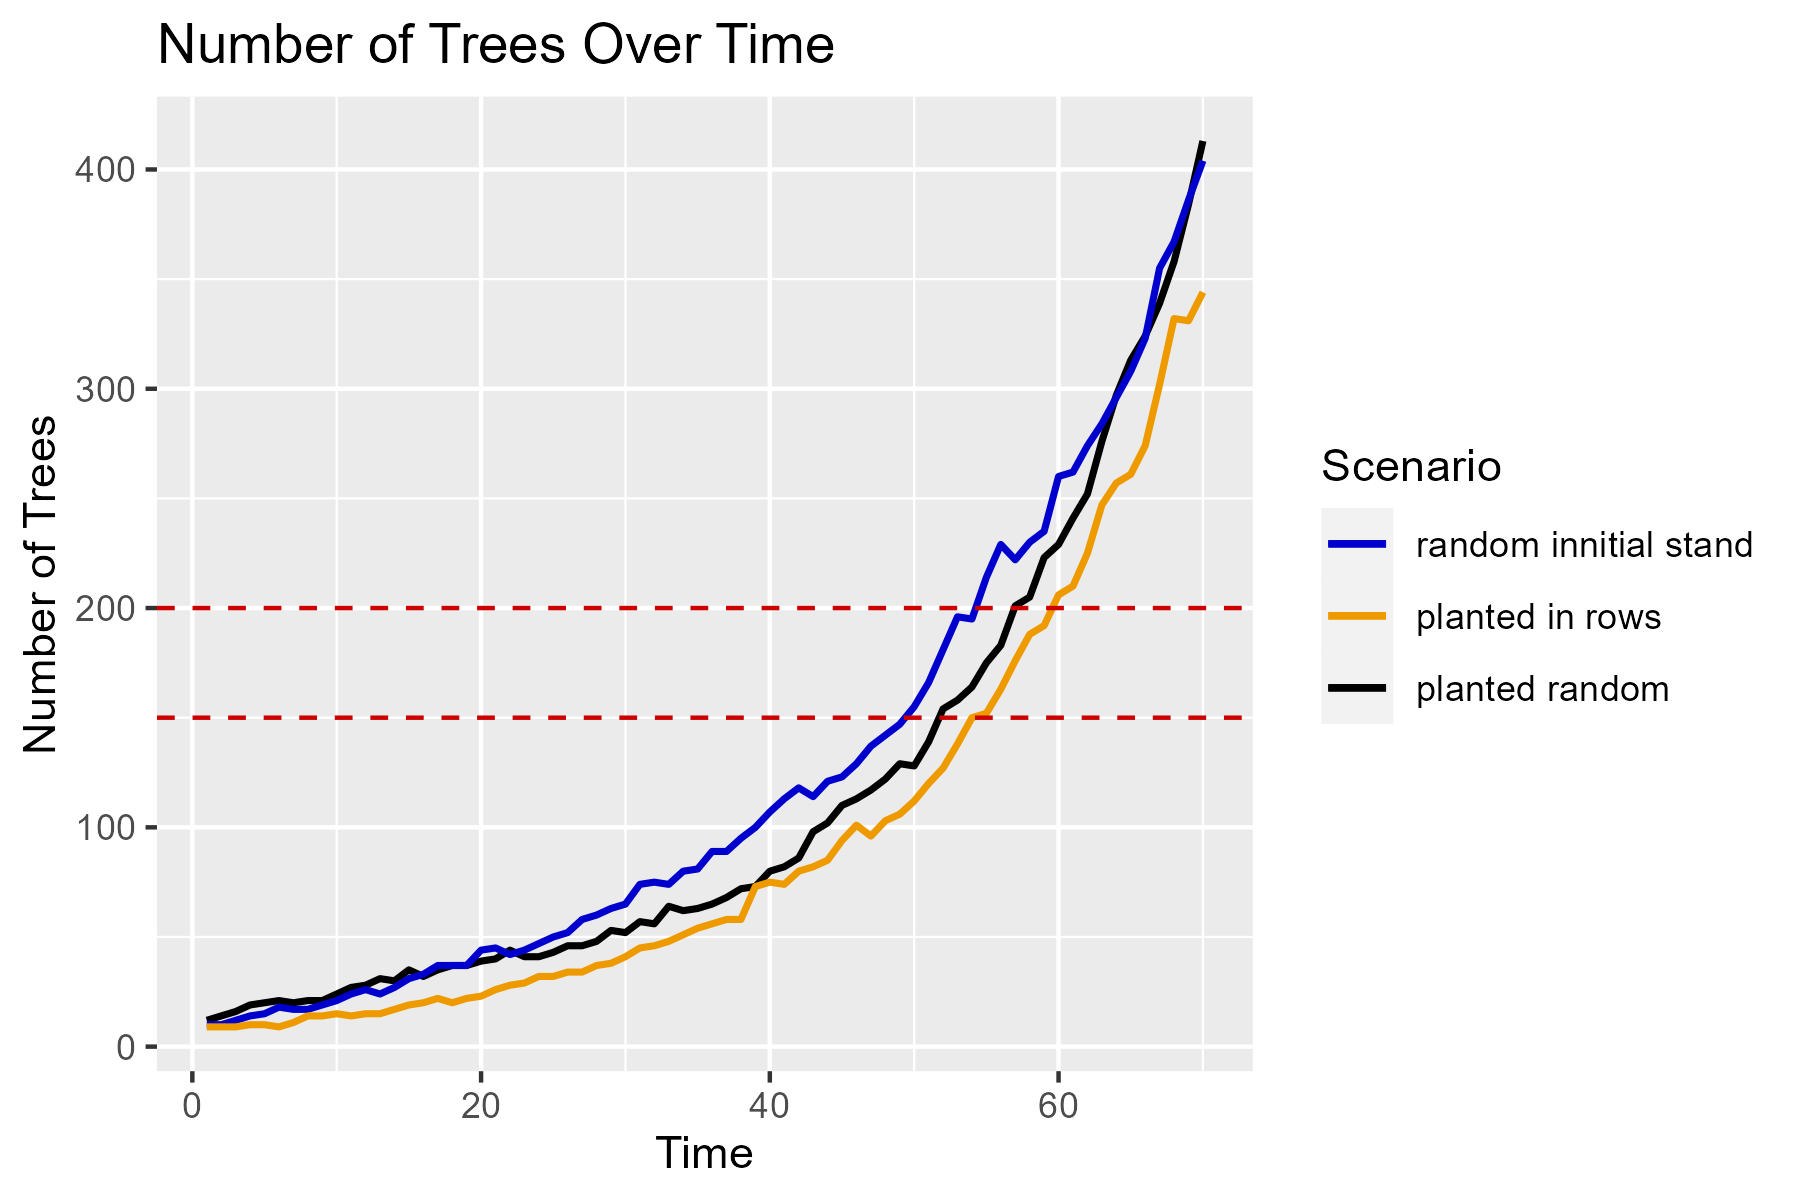 Number of Trees Over Time
Number of Trees
400
300
200
100
0
0 20 40 60
Time
Scenario
random innitial stand
planted in rows
planted random